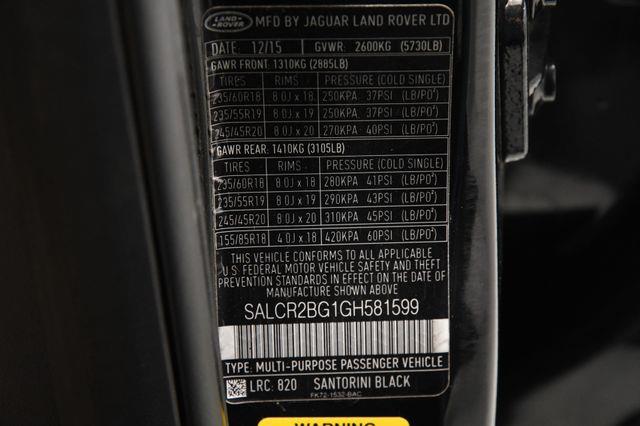 LAND ROVER MFD BY JAGUAR LAND ROVER LTD
DATE: 12/15 GVWR: 2600KG (5730LB)
GAWR FRONT: 1310KG (2885LB)
TIRES RIMS PRESSURE (COLD SINGLE)
235/60R18 8.0J x 18 250KPA 37PSI (LB/PO²)
235/55R19 8.0J x 19 250KPA 37PSI (LB/PO²)
245/45R20 8.0J x 20 270KPA 40PSI (LB/PO²)
GAWR REAR: 1410KG (3105LB)
TIRES RIMS PRESSURE (COLD SINGLE)
235/60R18 8.0J x 18 280KPA 41PSI (LB/PO²)
235/55R19 8.0J x 19 290KPA 43PSI (LB/PO²)
245/45R20 8.0J x 20 310KPA 45PSI (LB/PO²)
155/85R18 4.0J x 18 420KPA 60PSI (LB/PO²)
THIS VEHICLE CONFORMS TO ALL APPLICABLE
U.S. FEDERAL MOTOR VEHICLE SAFETY AND THEFT
PREVENTION STANDARDS IN EFFECT ON THE DATE
OF MANUFACTURE SHOWN ABOVE.
SALCR2BG1GH581599
TYPE: MULTI-PURPOSE PASSENGER VEHICLE
LRC: 820 SANTORINI BLACK
FK72-1532-BAC
WARNING